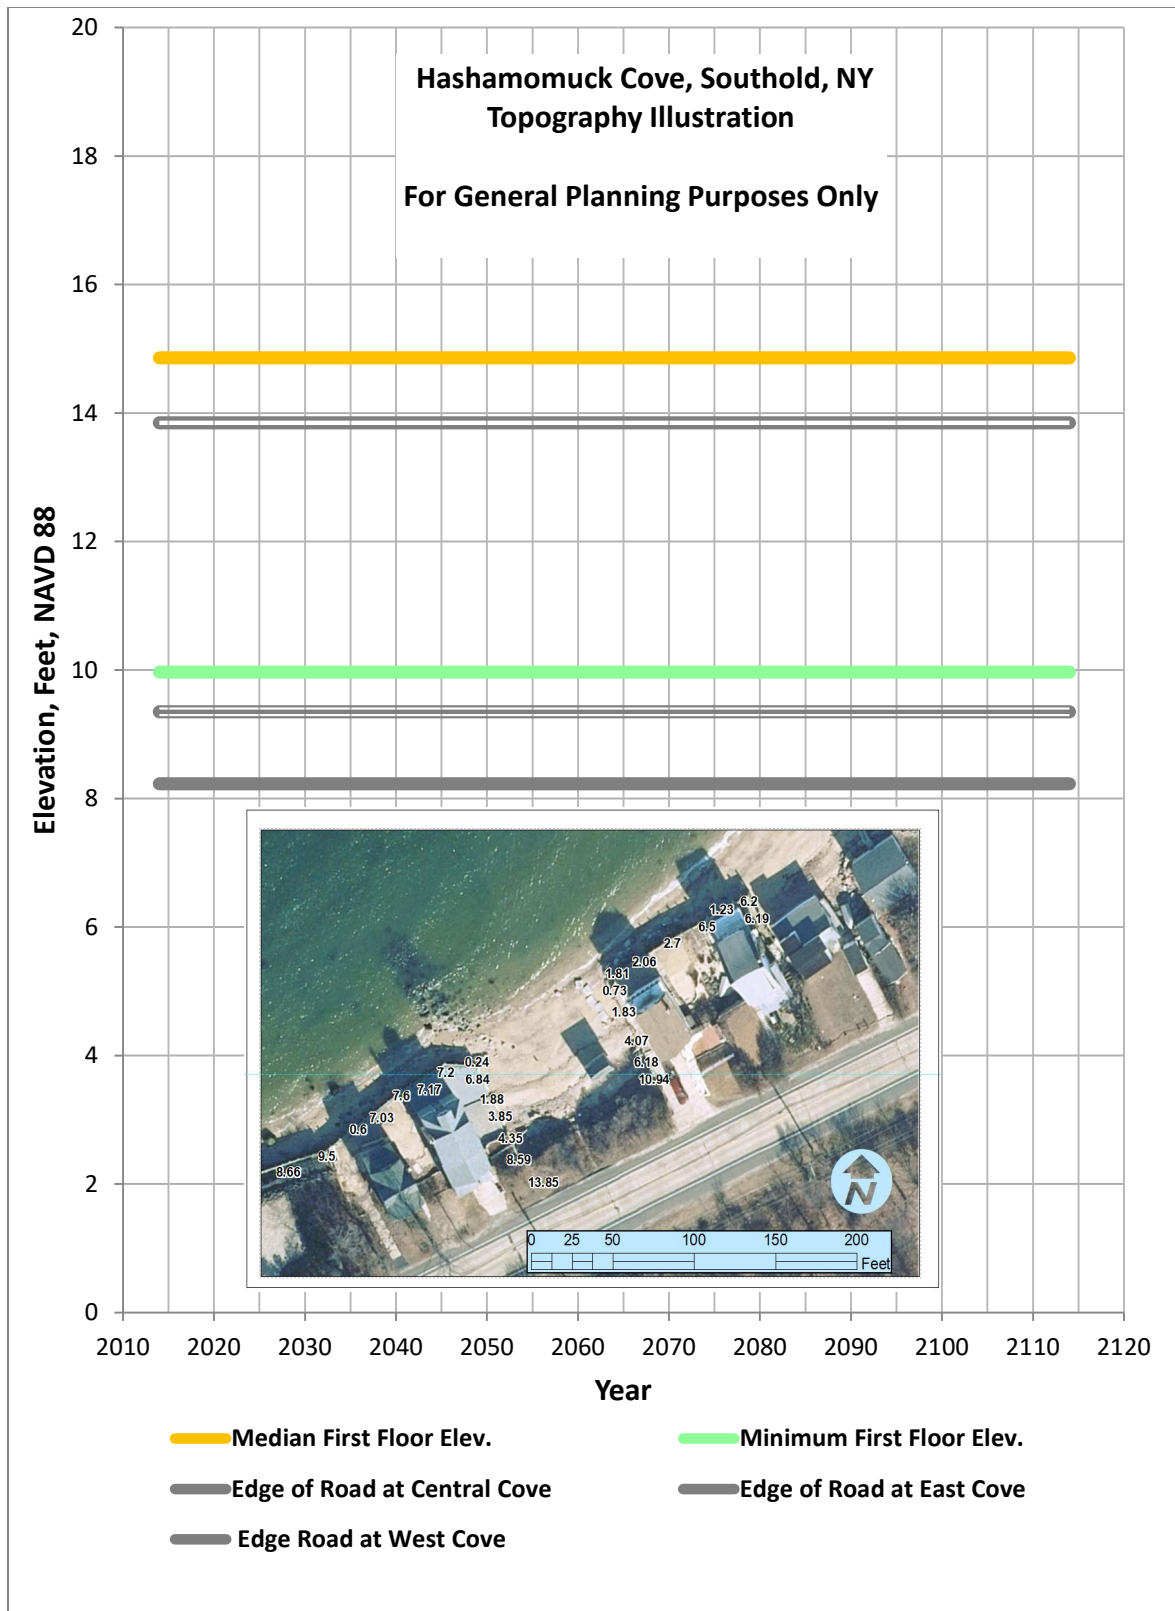 Hashamomuck Cove, Southold, NY
Topography Illustration
For General Planning Purposes Only
20
18
16
14
12
10
8
6
4
2
0
Elevation, Feet, NAVD 88
6.2
1.23
6.19
6.5
2.7
2.06
1.81
0.73
1.83
4.07
6.18
10.94
0.24
7.2
6.84
7.17
7.6
1.88
7.03
3.85
0.6
4.35
9.5
8.59
8.66
13.85
N
0 25 50 100 150 200
Feet
2010 2020 2030 2040 2050 2060 2070 2080 2090 2100 2110 2120
Year
Median First Floor Elev.
Minimum First Floor Elev.
Edge of Road at Central Cove
Edge of Road at East Cove
Edge Road at West Cove